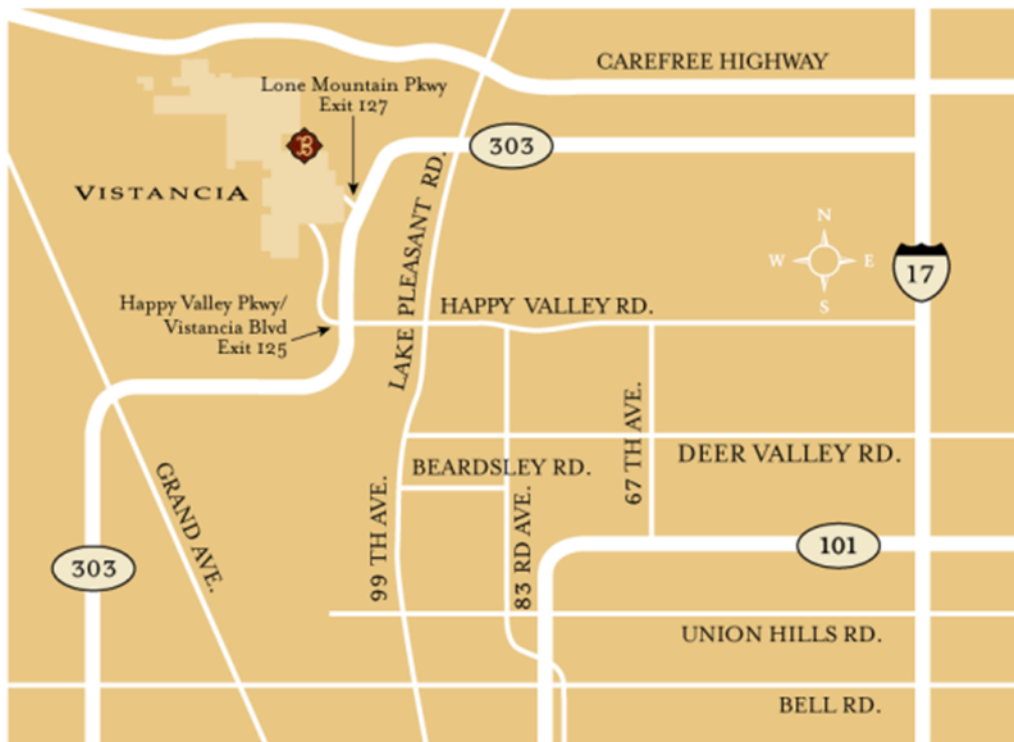 CAREFREE HIGHWAY
Lone Mountain Pkwy
Exit 127
B
303
VISTANCIA
LAKE PLEASANT RD.
N
W E
S
17
Happy Valley Pkwy/
Vistancia Blvd
Exit 125
HAPPY VALLEY RD.
67 TH AVE.
DEER VALLEY RD.
BEARDSLEY RD.
GRAND AVE.
99 TH AVE.
83 RD AVE.
101
303
UNION HILLS RD.
BELL RD.